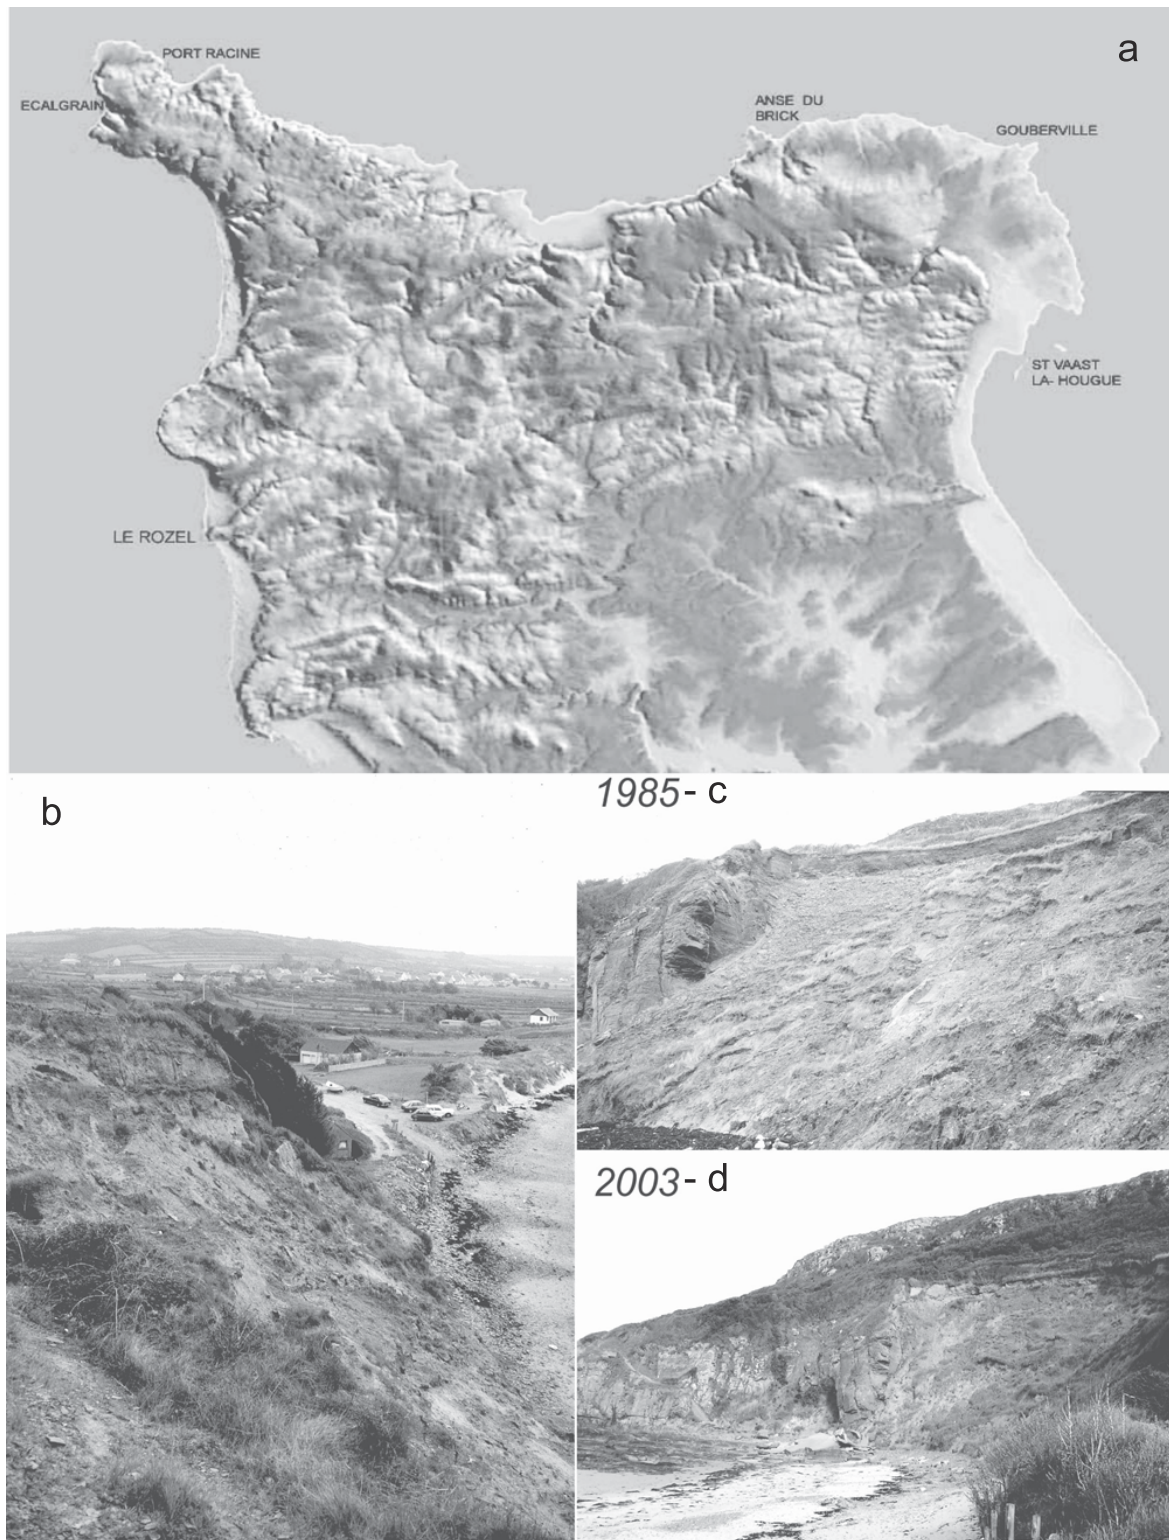 a
PORT RACINE
ECALGRAIN
ANSE DU
BRICK
GOUBERVILLE
ST VAAST
LA- HOUGUE
LE ROZEL
1985- c
b
2003- d